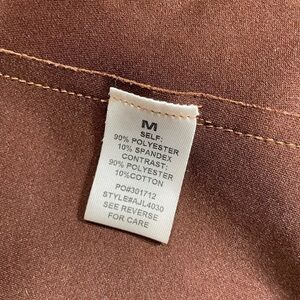 M
SELF:
90% POLYESTER
10% SPANDEX
CONTRAST:
90% POLYESTER
10%COTTON
PO#301712
STYLE#AJL4030
SEE REVERSE
FOR CARE